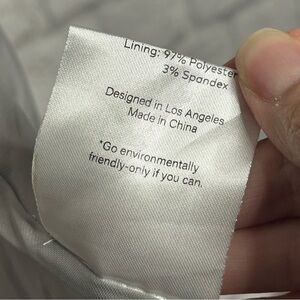 Lining: 97% Polyester
3% Spandex
Designed in Los Angeles
Made in China
*Go environmentally
friendly-only if you can.